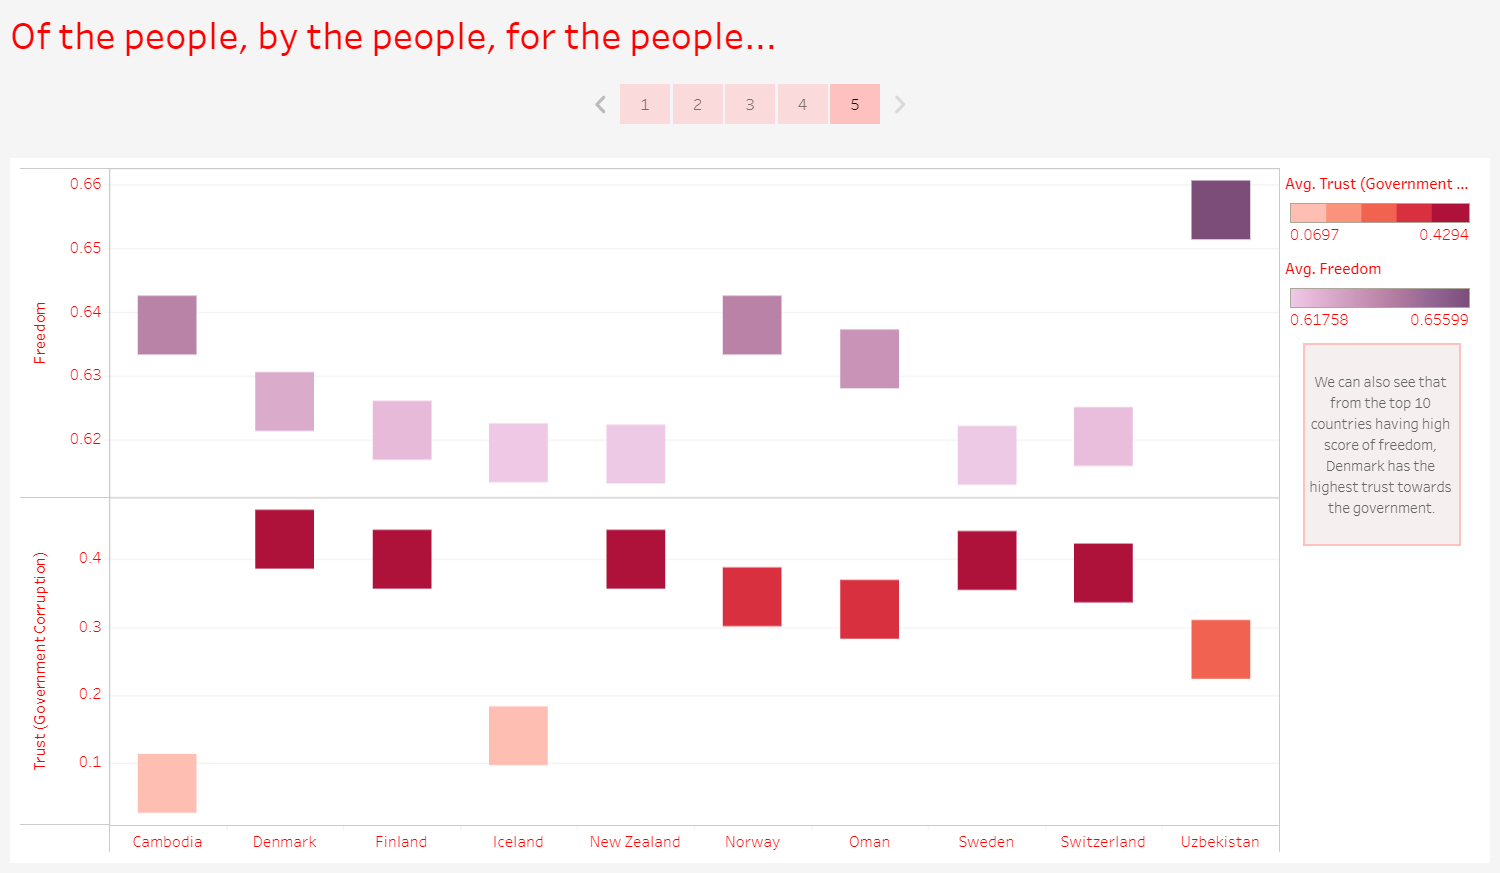 Of the people, by the people, for the people...
1 2 3 4 5
Freedom
0.66
0.65
0.64
0.63
0.62
Trust (Government Corruption)
0.4
0.3
0.2
0.1
Cambodia Denmark Finland Iceland New Zealand Norway Oman Sweden Switzerland Uzbekistan
Avg. Trust (Government ...
0.0697 0.4294
Avg. Freedom
0.61758 0.65599
We can also see that
from the top 10
countries having high
score of freedom,
Denmark has the
highest trust towards
the government.